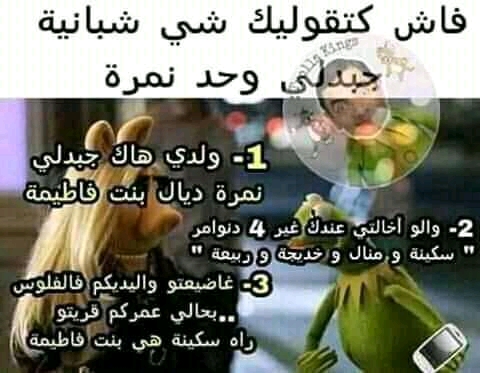 فاش كتقوليك شي شبانية
جبدلي وحد نمرة
Kings
1- ولدي هاك جبدلي
نمرة ديال بنت فاطيمة
2- والو أخالتي عندك غير 4 دنوامر
" سكينة و منال و خديجة و ربيعة "
3- غاضيعتو واليديكم فالفلوس
بحالي عمركم قريتو..
راه سكينة هي بنت فاطيمة